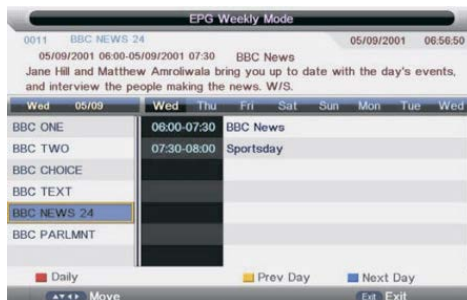 EPG Weekly Mode
0011 BBC NEWS 24 05/09/2001 06:56:50
05/09/2001 06:00-05/09/2001 07:30 BBC News
Jane Hill and Matthew Amroliwala bring you up to date with the day's events,
and interview the people making the news. W/S.
Wed 05/09 Wed Thu Fri Sat Sun Mon Tue Wed
BBC ONE 06:00-07:30 BBC News
BBC TWO 07:30-08:00 Sportsday
BBC CHOICE
BBC TEXT
BBC NEWS 24
BBC PARLMNT
Daily Prev Day Next Day
Move Exit Exit